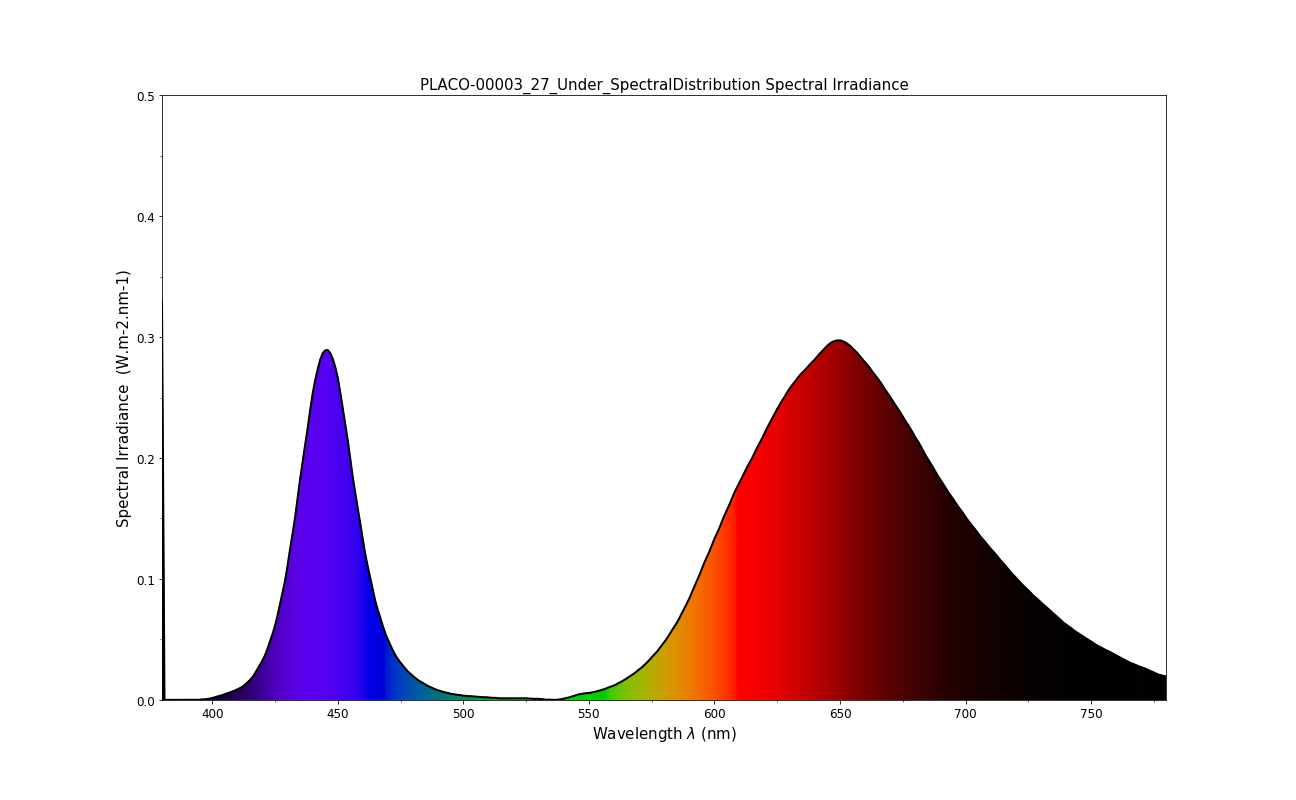 PLACO-00003_27_Under_SpectralDistribution Spectral Irradiance
0.5
0.4
0.3
0.2
0.1
0.0
Spectral Irradiance  (W.m-2.nm-1)
400 450 500 550 600 650 700 750
Wavelength λ (nm)